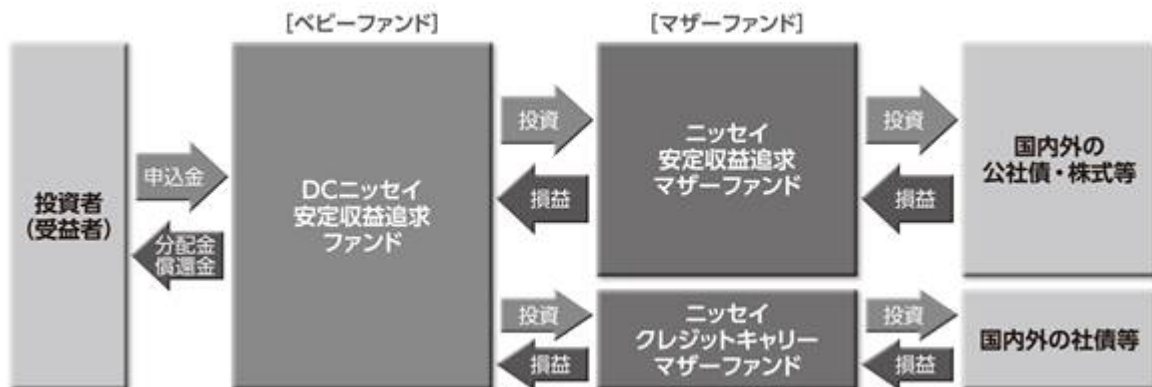 [ベビーファンド]
[マザーファンド]
投資者
(受益者)
申込金
分配金
償還金
DCニッセイ
安定収益追求
ファンド
投資
損益
ニッセイ
安定収益追求
マザーファンド
投資
損益
国内外の
公社債・株式等
投資
損益
ニッセイ
クレジットキャリー
マザーファンド
投資
損益
国内外の社債等